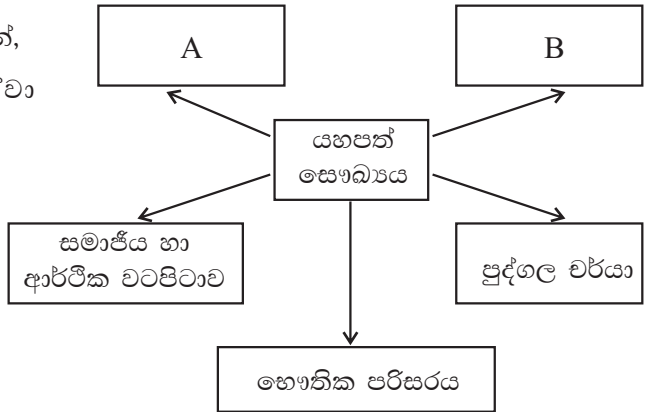 න්,
A
B
වා
යහපත්
සෞඛ්‍යය
සමාජීය හා
ආර්ථික වටපිටාව
පුද්ගල චර්යා
භෞතික පරිසරය